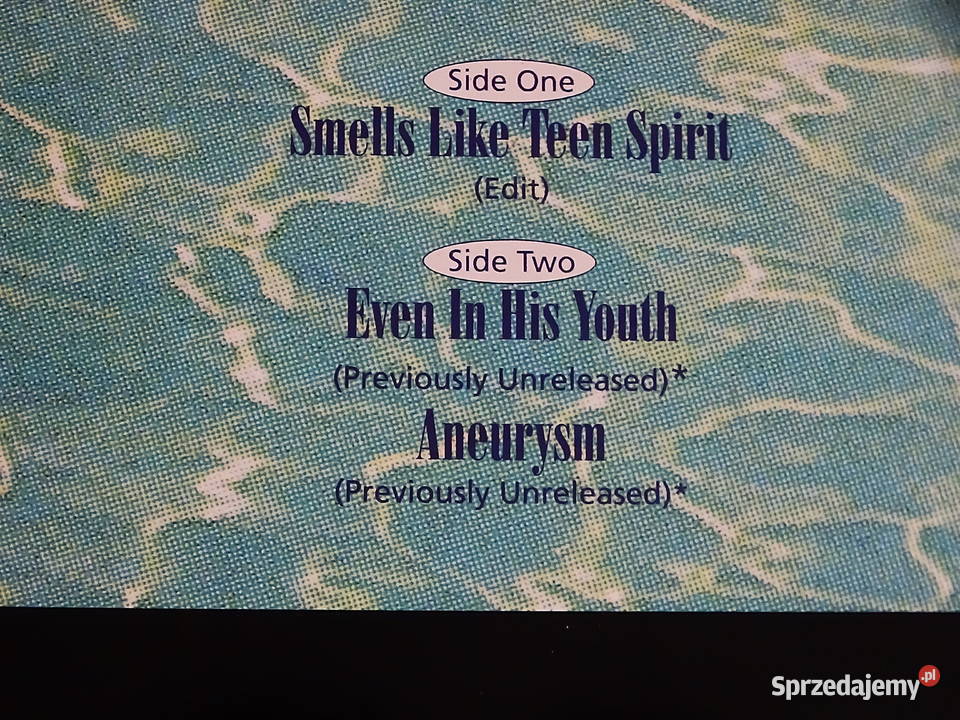 Side One
Smells Like Teen Spirit
(Edit)
Side Two
Even In His Youth
(Previously Unreleased)*
Aneurysm
(Previously Unreleased)*
Sprzedajemy.pl